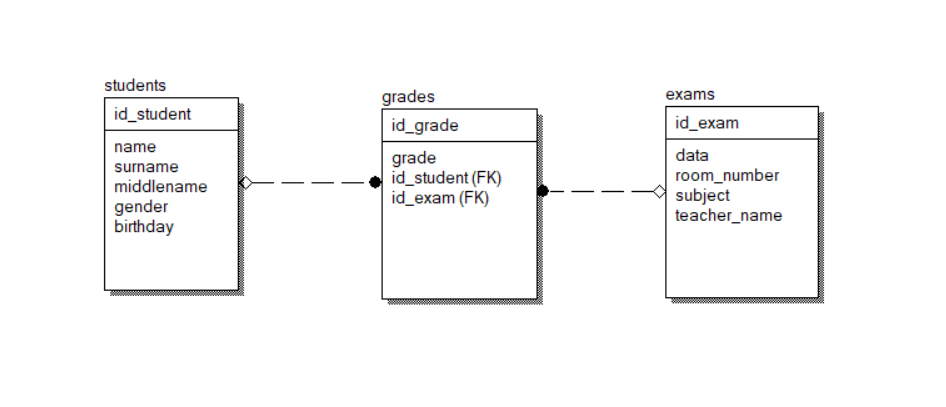 students
id_student
name
surname
middlename
gender
birthday
grades
id_grade
grade
id_student (FK)
id_exam (FK)
exams
id_exam
data
room_number
subject
teacher_name